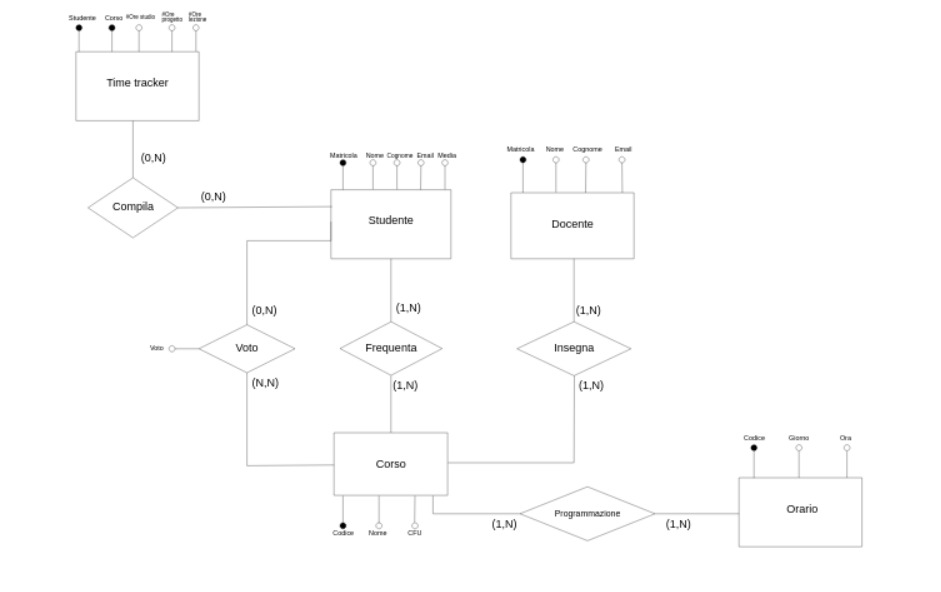 Studente Corso #Ore studio #Ore progetto #Ore lezione
Time tracker
(0,N)
Compila
(0,N)
Matricola Nome Cognome Email Media
Studente
Matricola Nome Cognome Email
Docente
(0,N)
(1,N)
(1,N)
Voto
Voto
Frequenta
Insegna
(N,N)
(1,N)
(1,N)
Corso
Codice Nome CFU
(1,N)
Programmazione
(1,N)
Codice Giorno Ora
Orario